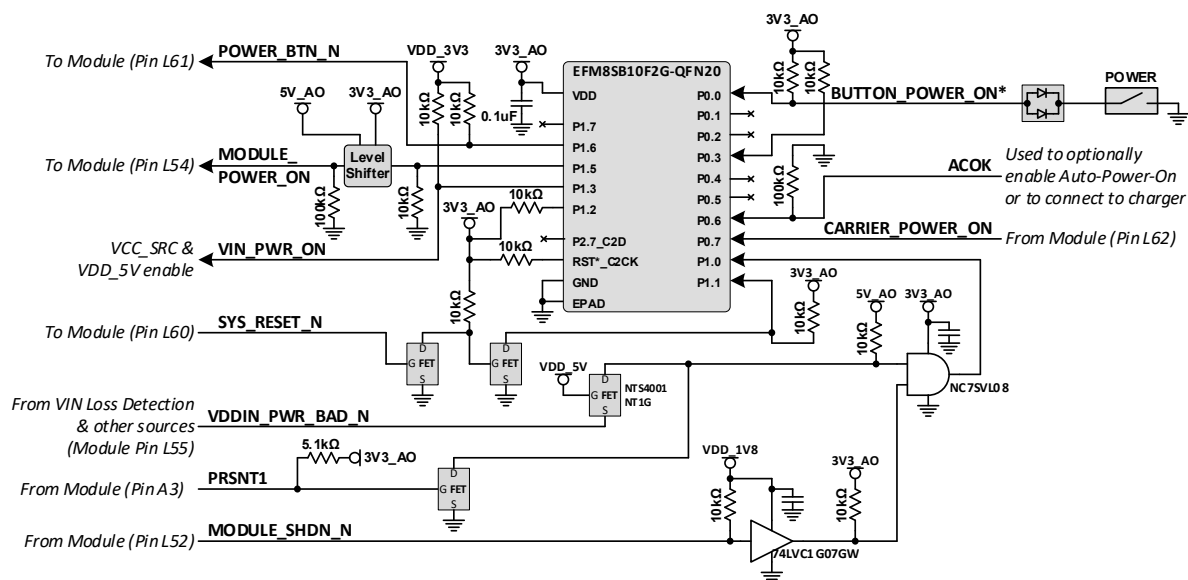 3V3_AO
EFM8SB10F2G-QFN20
To Module (Pin L61)
POWER_BTN_N
VDD_3V3
3V3_AO
10kΩ
10kΩ
POWER
VDD
P0.0
BUTTON_POWER_ON*
5V_AO
3V3_AO
10kΩ
10kΩ
0.1uF
P0.1
P1.7
P0.2
P1.6
P0.3
Level
Shifter
To Module (Pin L54)
MODULE_
POWER_ON
P1.5
P0.4
100kΩ
ACOK
Used to optionally
enable Auto-Power-On
or to connect to charger
P1.3
P0.5
100kΩ
10kΩ
10kΩ
P1.2
P0.6
3V3_AO
CARRIER_POWER_ON
From Module (Pin L62)
P2.7_C2D
P0.7
VCC_SRC &
VDD_5V enable
VIN_PWR_ON
10kΩ
RST*_C2CK
P1.0
3V3_AO
GND
P1.1
EPAD
10kΩ
10kΩ
5V_AO
3V3_AO
To Module (Pin L60)
SYS_RESET_N
10kΩ
D
G FET
S
D
G FET
S
VDD_5V
D
G FET
S
NTS4001
NT1G
NC7SVL08
From VIN Loss Detection
& other sources
(Module Pin L55)
VDDIN_PWR_BAD_N
5.1kΩ
3V3_AO
VDD_1V8
3V3_AO
From Module (Pin A3)
PRSNT1
D
G FET
S
10kΩ
10kΩ
From Module (Pin L52)
MODULE_SHDN_N
74LVC1G07GW